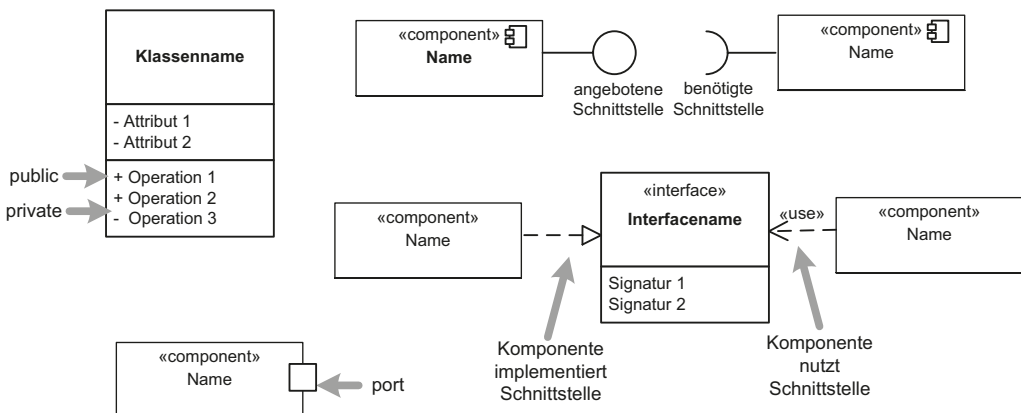 Klassenname
- Attribut 1
- Attribut 2
+ Operation 1
+ Operation 2
- Operation 3
public
private
«component»
Name
angebotene
Schnittstelle
benötigte
Schnittstelle
«component»
Name
«component»
Name
«interface»
Interfacename
Signatur 1
Signatur 2
«use»
«component»
Name
Komponente
implementiert
Schnittstelle
Komponente
nutzt
Schnittstelle
«component»
Name
port